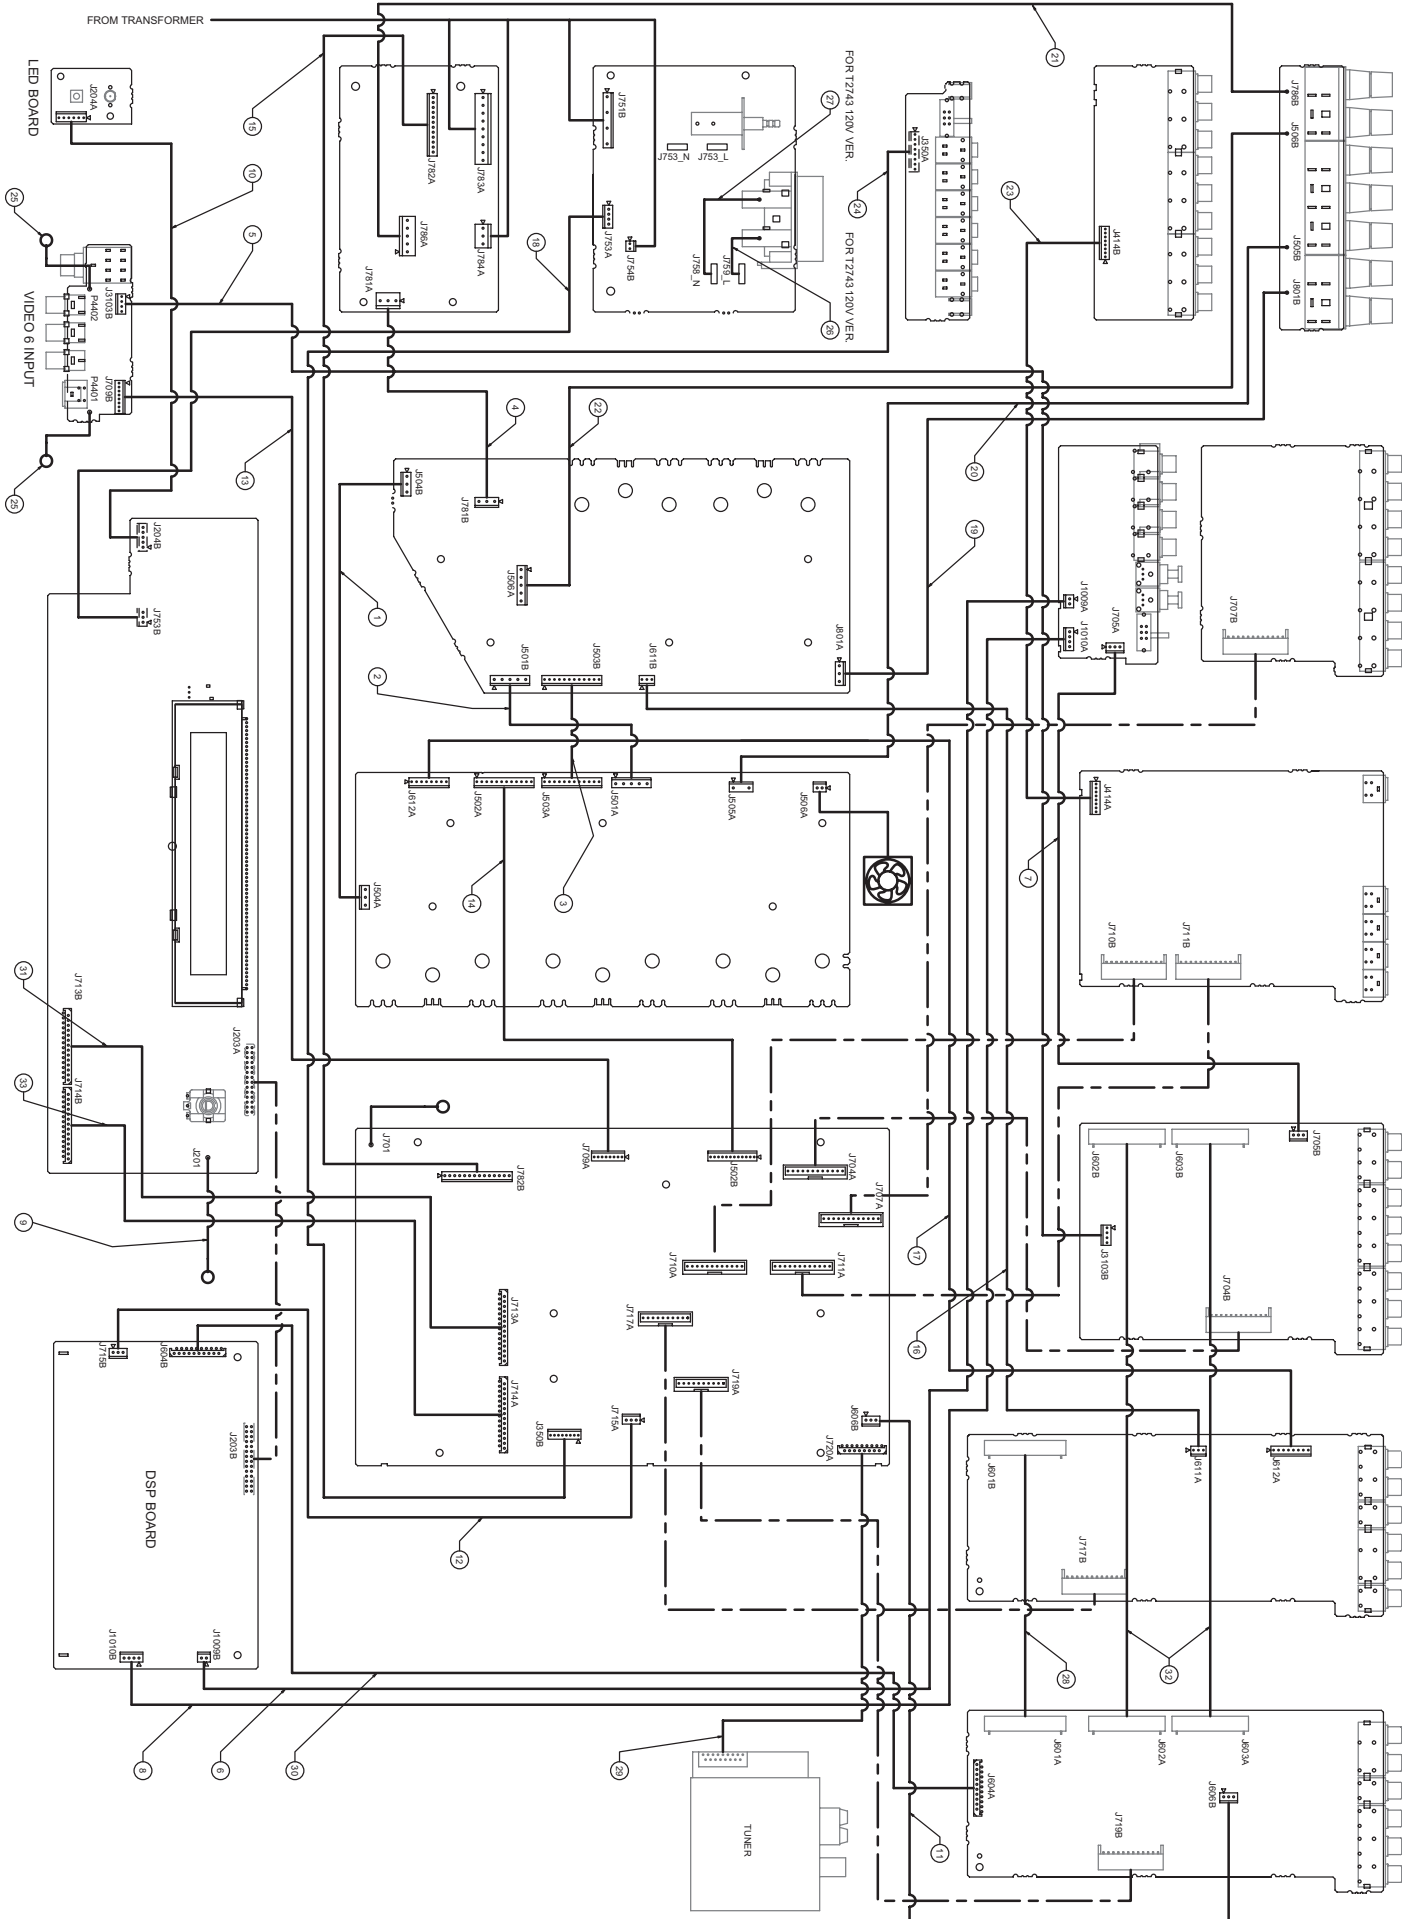 FROM TRANSFORMER
LED BOARD
J204A
15
10
5
25
VIDEO 6 INPUT
J3103B
P4402
P4401
J709B
25
13
J782A
J783A
J786A
J784A
J781A
18
4
J751B
J753_N
J753_L
J753A
J754B
FOR T2743 120V VER.
27
J758_N
J759_L
26
FOR T2743 120V VER.
24
J350A
21
23
J414B
J786B
J506B
J505B
J801B
22
20
19
J504B
J781B
J506A
1
2
J501B
J503B
J611B
J801A
J1009A
J1010A
J705A
J707B
J204B
J753B
J612A
J502A
J503A
J501A
J505A
J506A
J504A
14
3
J414A
7
J710B
J711B
31
J713B
33
J714B
J203A
J201
9
J701
J782B
J709A
J502B
J704A
J707A
J710A
J711A
J717A
J713A
J714A
J719A
J350B
J715A
J606B
J720A
17
16
J602B
J603B
J705B
J3103B
J704B
J715B
J604B
J203B
DSP BOARD
J1010B
J1009B
12
J601B
J611A
J612A
J717B
28
32
8
6
30
29
TUNER
11
J601A
J602A
J603A
J604A
J606B
J719B